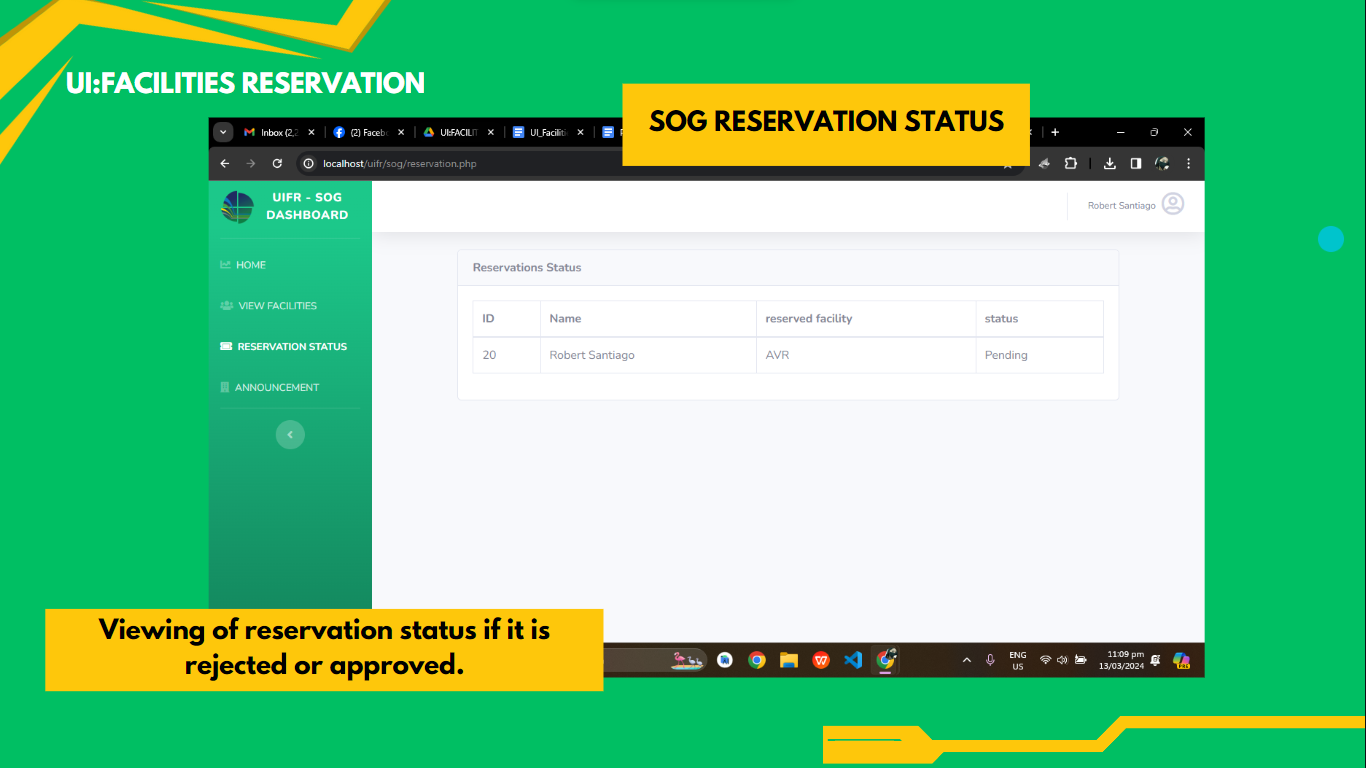 UI:FACILITIES RESERVATION
SOG RESERVATION STATUS
Inbox (2,2
(2) Faceb
UI:FACILIT
UI_Faciliti
localhost/uifr/sog/reservation.php
UIFR - SOG
DASHBOARD
Robert Santiago
HOME
VIEW FACILITIES
RESERVATION STATUS
ANNOUNCEMENT
Reservations Status
ID Name reserved facility status
20 Robert Santiago AVR Pending
Viewing of reservation status if it is
rejected or approved.
ENG
US
11:09 pm
13/03/2024